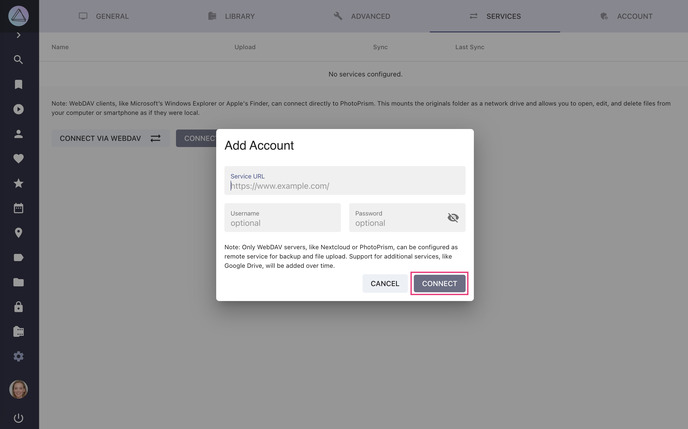 GENERAL
LIBRARY
ADVANCED
SERVICES
ACCOUNT
Name
Upload
Sync
Last Sync
No services configured.
Note: WebDAV clients, like Microsoft's Windows Explorer or Apple's Finder, can connect directly to PhotoPrism. This mounts the originals folder as a network drive and allows you to open, edit, and delete files from
your computer or smartphone as if they were local.
CONNECT VIA WEBDAV
CONNECT
Add Account
Service URL
https://www.example.com/
Username
optional
Password
optional
Note: Only WebDAV servers, like Nextcloud or PhotoPrism, can be configured as
remote service for backup and file upload. Support for additional services, like
Google Drive, will be added over time.
CANCEL
CONNECT